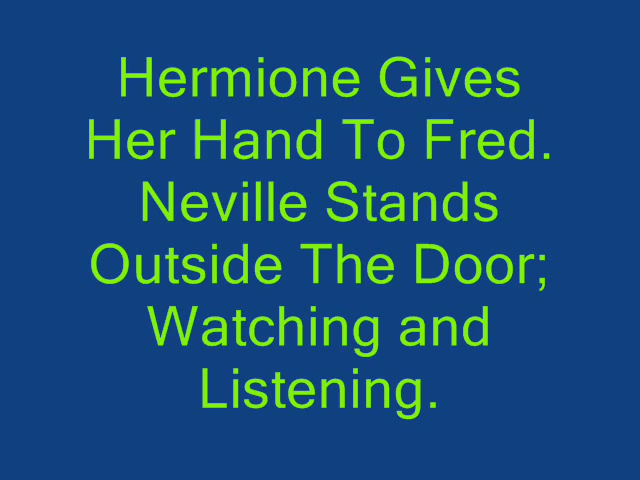 Hermione Gives
Her Hand To Fred.
Neville Stands
Outside The Door;
Watching and
Listening.